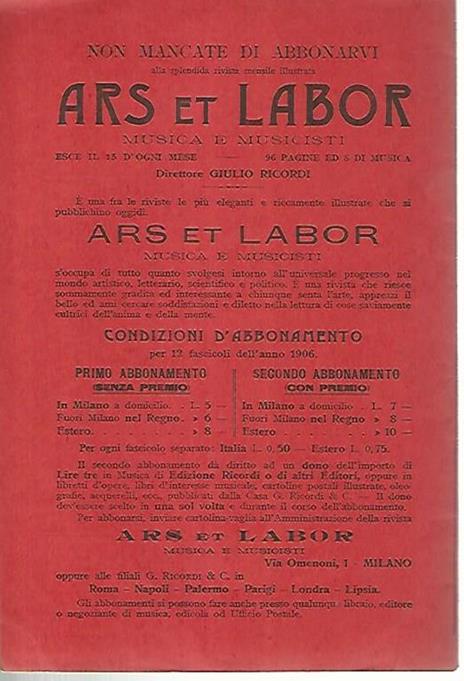 NON MANCATE DI ABBONARVI
alla splendida rivista mensile illustrata
ARS ET LABOR
MUSICA E MUSICISTI
ESCE IL 15 D'OGNI MESE — 96 PAGINE ED 8 DI MUSICA
Direttore GIULIO RICORDI
È una fra le riviste le più eleganti e riccamente illustrate che si
pubblichino oggidì.
ARS ET LABOR
MUSICA E MUSICISTI
s'occupa di tutto quanto svolgesi intorno all'universale progresso nel
mondo artistico, letterario, scientifico e politico. È una rivista che riesce
sommamente gradita ed interessante a chiunque senta l'arte, apprezzi il
bello ed ami cercare soddisfazioni e diletto nella lettura di cose saviamente
cultrici dell'anima e della mente.
CONDIZIONI D'ABBONAMENTO
per 12 fascicoli dell'anno 1906.
PRIMO ABBONAMENTO
(SENZA PREMIO)
In Milano a domicilio . L. 5 —
Fuori Milano nel Regno . » 6 —
Estero. . . . . » 8 —
SECONDO ABBONAMENTO
(CON PREMIO)
In Milano a domicilio . L. 7 —
Fuori Milano nel Regno » 8 —
Estero . . . . . » 10 —
Per ogni fascicolo separato: Italia L. 0,50 — Estero L. 0,75.
Il secondo abbonamento dà diritto ad un dono dell'importo di
Lire tre in Musica di Edizione Ricordi o di altri Editori, oppure in
libretti d'opere, libri d'interesse musicale, cartoline postali illustrate, oleo
grafie, acquerelli, ecc., pubblicati dalla Casa G. Ricordi & C. — Il dono
dev'essere scelto in una sol volta e durante il corso dell'abbonamento.
Per abbonarsi, inviare cartolina-vaglia all'Amministrazione della rivista
ARS ET LABOR
MUSICA E MUSICISTI
Via Omenoni, 1 - MILANO
oppure alle filiali G. RICORDI & C. in
Roma — Napoli — Palermo — Parigi — Londra — Lipsia.
Gli abbonamenti si possono fare anche presso qualunque libraio, editore
o negoziante di musica, edicola od Ufficio Postale.